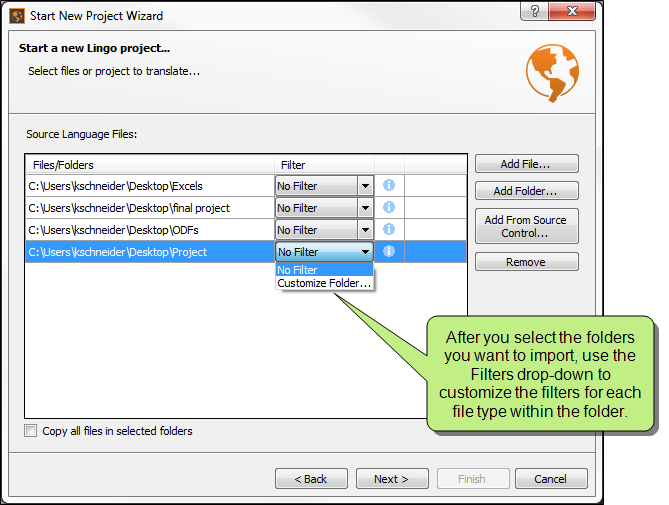 Start New Project Wizard
?
Start a new Lingo project...
Select files or project to translate...
Source Language Files:
Files/Folders Filter
C:\Users\kschneider\Desktop\Excels No Filter
C:\Users\kschneider\Desktop\final project No Filter
C:\Users\kschneider\Desktop\ODFs No Filter
C:\Users\kschneider\Desktop\Project No Filter
No Filter
Customize Folder...
Add File...
Add Folder...
Add From Source
Control...
Remove
After you select the folders
you want to import, use the
Filters drop-down to
customize the filters for each
file type within the folder.
Copy all files in selected folders
< Back Next > Finish Cancel